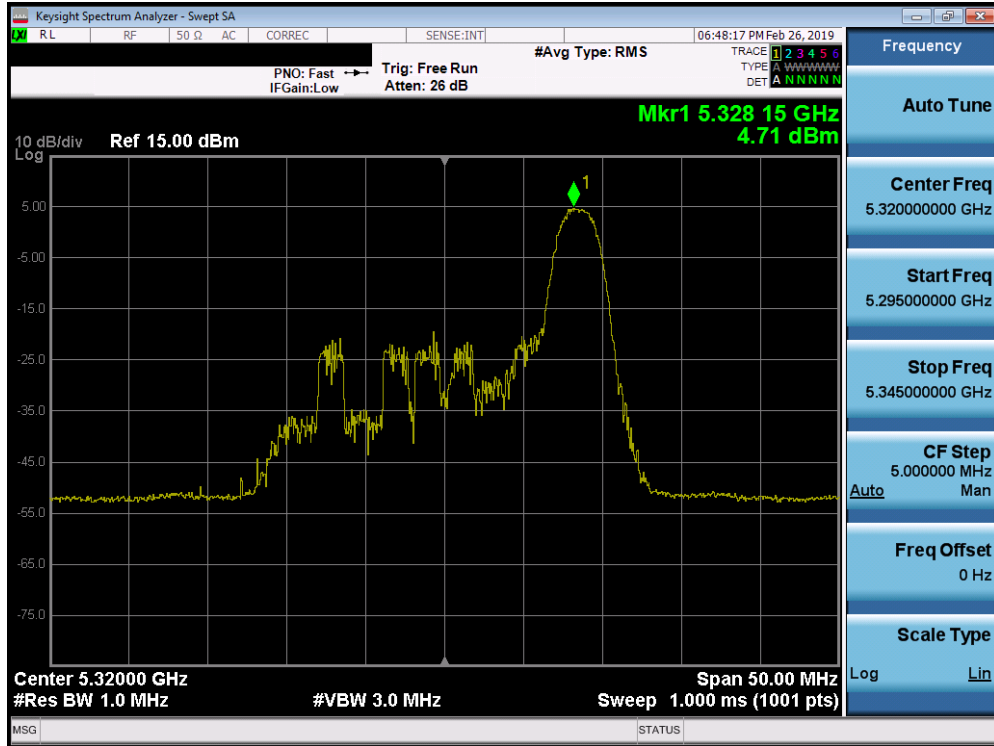 Keysight Spectrum Analyzer - Swept SA
LXI RL RF 50 Ω AC CORREC SENSE:INT 06:48:17 PM Feb 26, 2019
PNO: Fast
IFGain:Low
Trig: Free Run
Atten: 26 dB
#Avg Type: RMS
TRACE 1 2 3 4 5 6
TYPE A WWWWW
DET A N N N N N
Mkr1 5.328 15 GHz
4.71 dBm
10 dB/div
Log
Ref 15.00 dBm
1
5.00
-5.00
-15.0
-25.0
-35.0
-45.0
-55.0
-65.0
-75.0
Center 5.32000 GHz
#Res BW 1.0 MHz
#VBW 3.0 MHz
Span 50.00 MHz
Sweep 1.000 ms (1001 pts)
MSG
STATUS
Frequency
Auto Tune
Center Freq
5.320000000 GHz
Start Freq
5.295000000 GHz
Stop Freq
5.345000000 GHz
CF Step
5.000000 MHz
Auto Man
Freq Offset
0 Hz
Scale Type
Log Lin